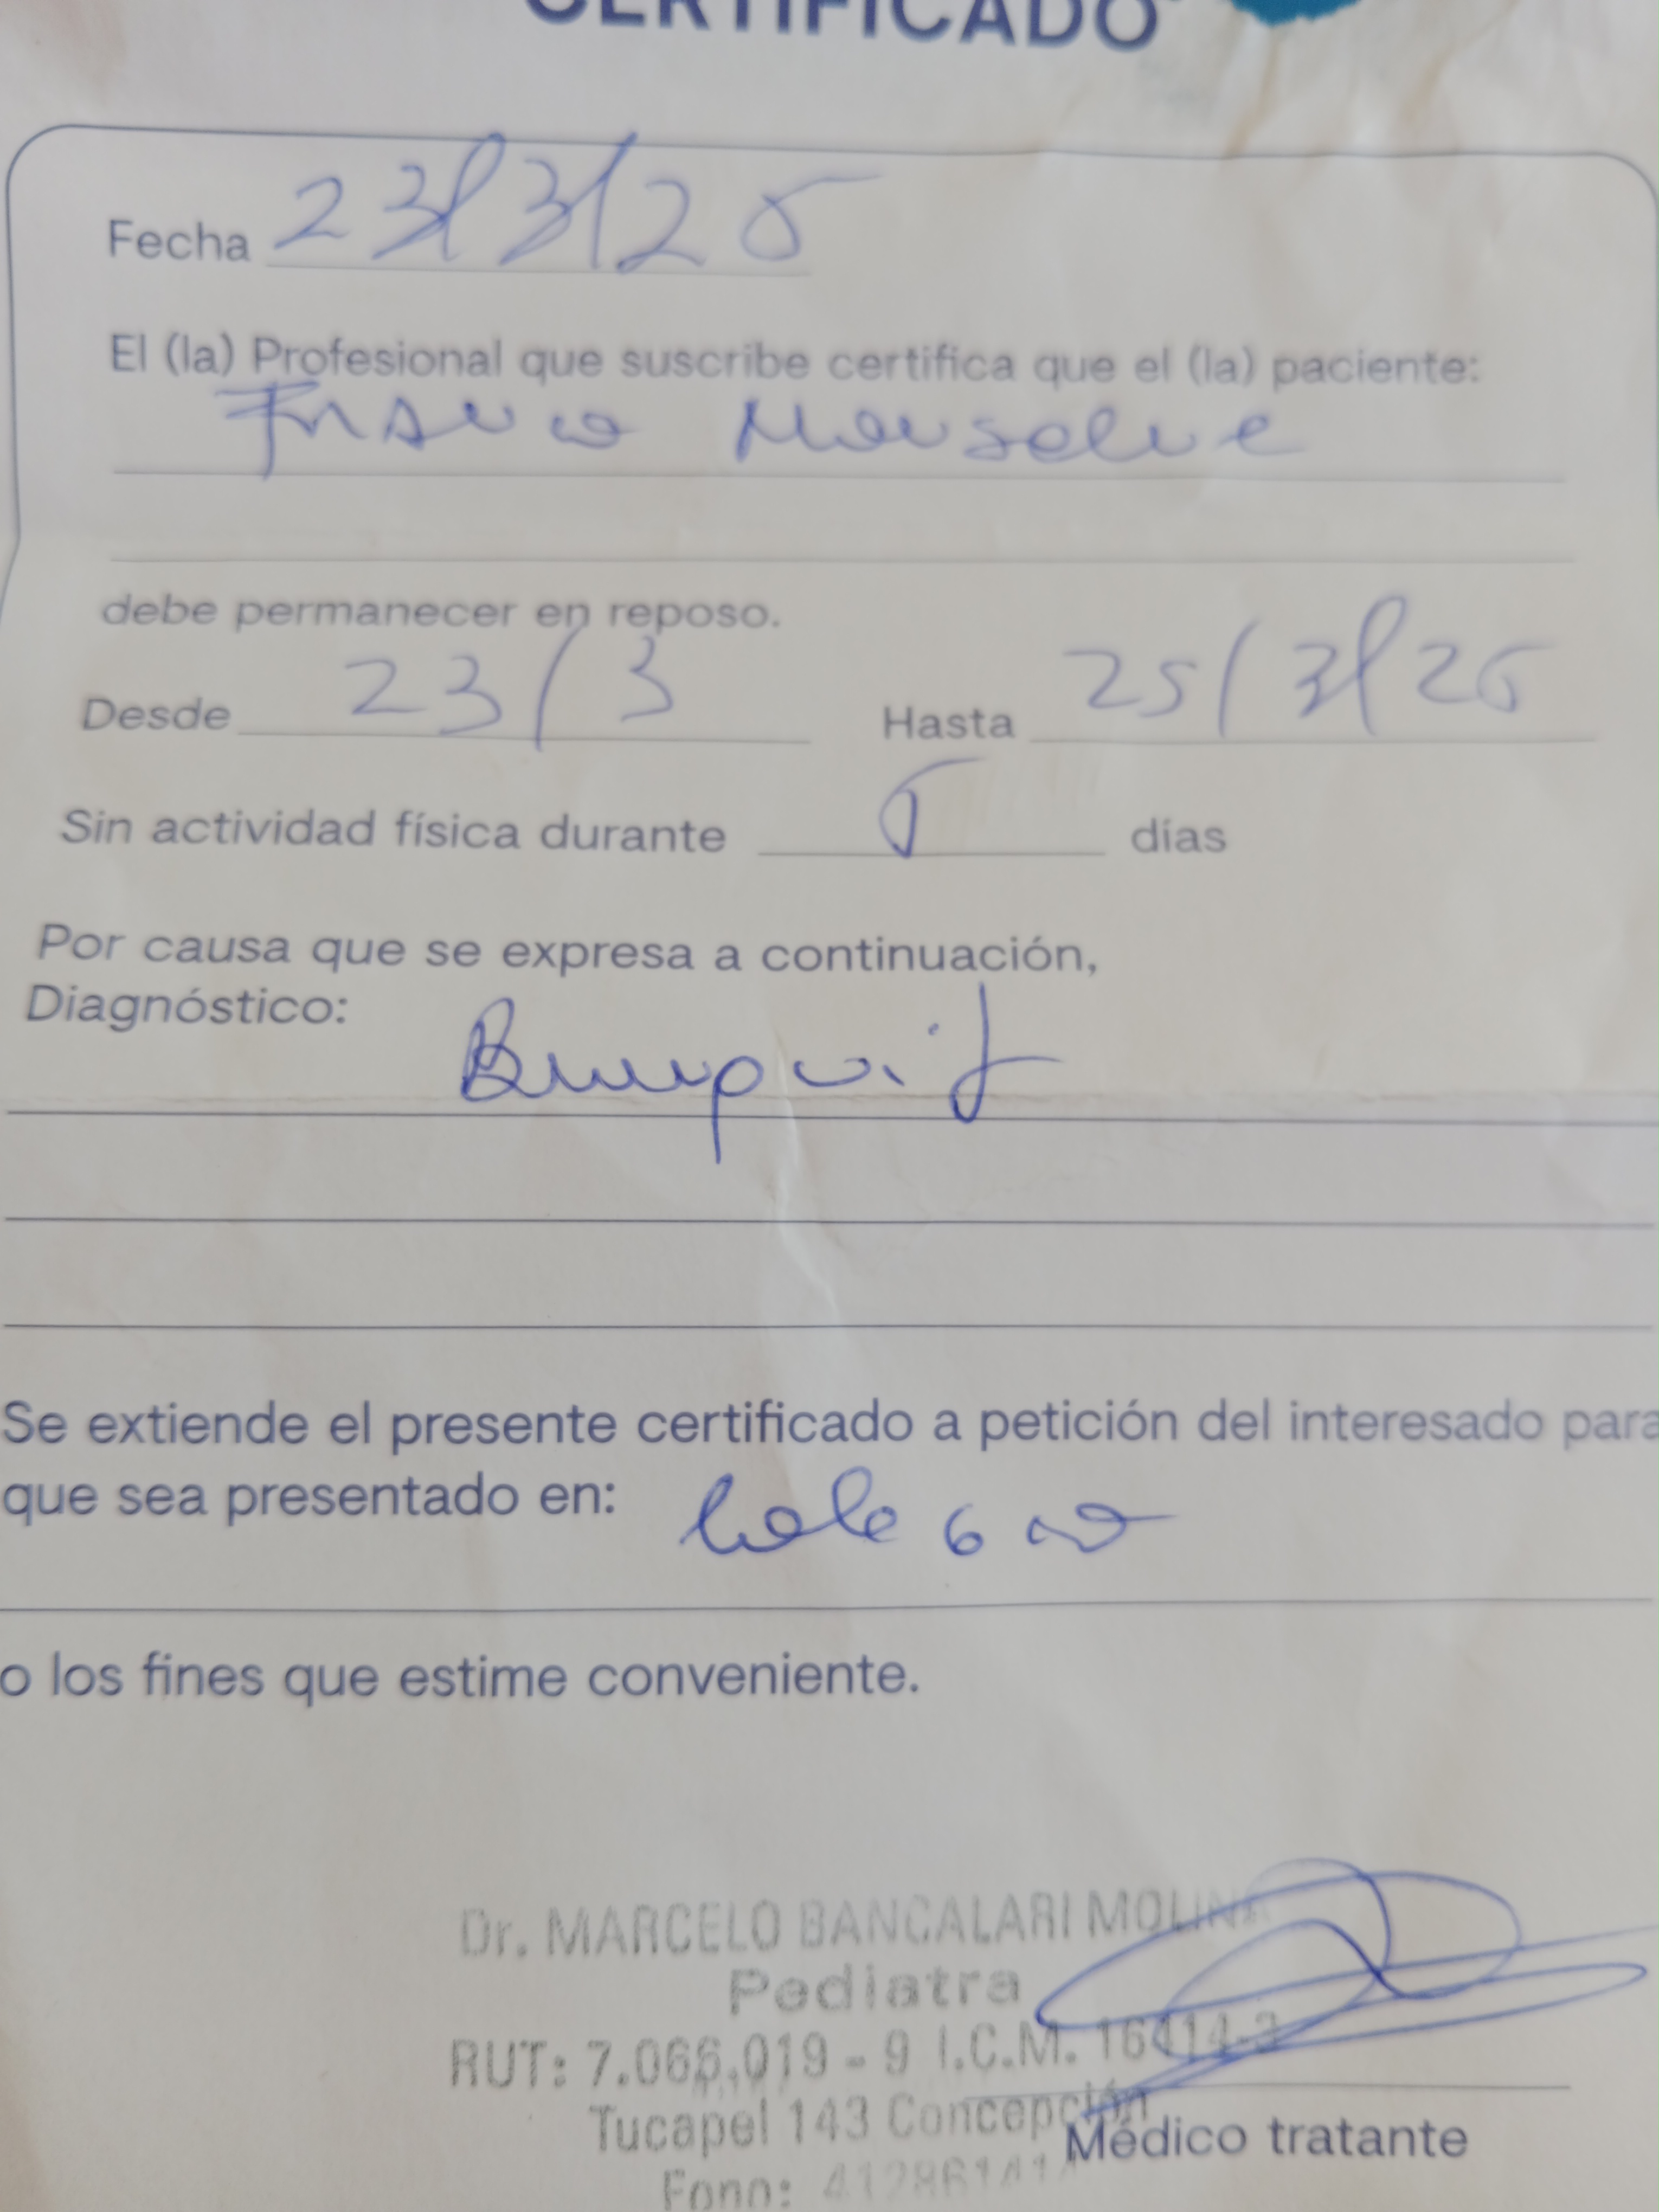 CERTIFICADO
Fecha 23/3/25
El (la) Profesional que suscribe certifica que el (la) paciente:
Franco Monsalve
debe permanecer en reposo.
Desde 23/3 Hasta 25/3/25
Sin actividad física durante días
Por causa que se expresa a continuación,
Diagnóstico:
Se extiende el presente certificado a petición del interesado para
que sea presentado en: Colegio
o los fines que estime conveniente.
Dr. MARCELO BANCALARI MOLINA
Pediatra
RUT: 7.066.019 - 9 I.C.M. 16414-3
Tucapel 143 Concepción
Médico tratante
Fono: